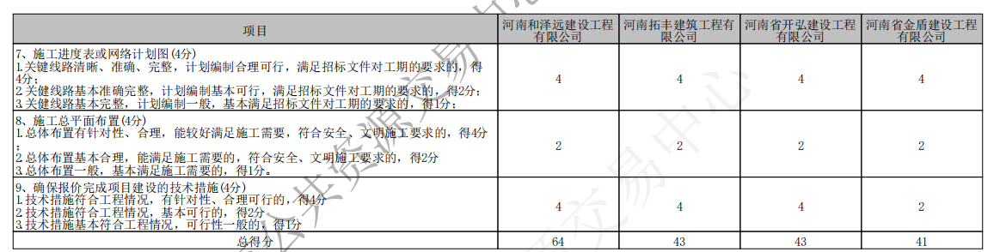 项目 河南和泽远建设工程有限公司 河南拓丰建筑工程有限公司 河南省开弘建设工程有限公司 河南省金盾建设工程有限公司
7、施工进度表或网络计划图(4分)
1.关键线路清晰、准确、完整，计划编制合理可行，满足招标文件对工期的要求的，得
4分；
2.关健线路基本准确完整，计划编制基本可行，满足招标文件对工期的要求的，得2分；
3.关健线路基本完整，计划编制一般，基本满足招标文件对工期的要求的，得1分；
4 4 4 4
8、施工总平面布置(4分)
1.总体布置有针对性、合理，能较好满足施工需要，符合安全、文明施工要求的，得4分
；
2.总体布置基本合理，能满足施工需要的，符合安全、文明施工要求的，得2分
3.总体布置一般，基本满足施工需要的，得1分。
2 2 2 2
9、确保报价完成项目建设的技术措施(4分)
1.技术措施符合工程情况，有针对性、合理可行的，得4分
2.技术措施符合工程情况，基本可行的，得2分
3.技术措施基本符合工程情况，可行性一般的，得1分
4 4 4 2
总得分 64 43 43 41
公共资源交易中心
交易中心